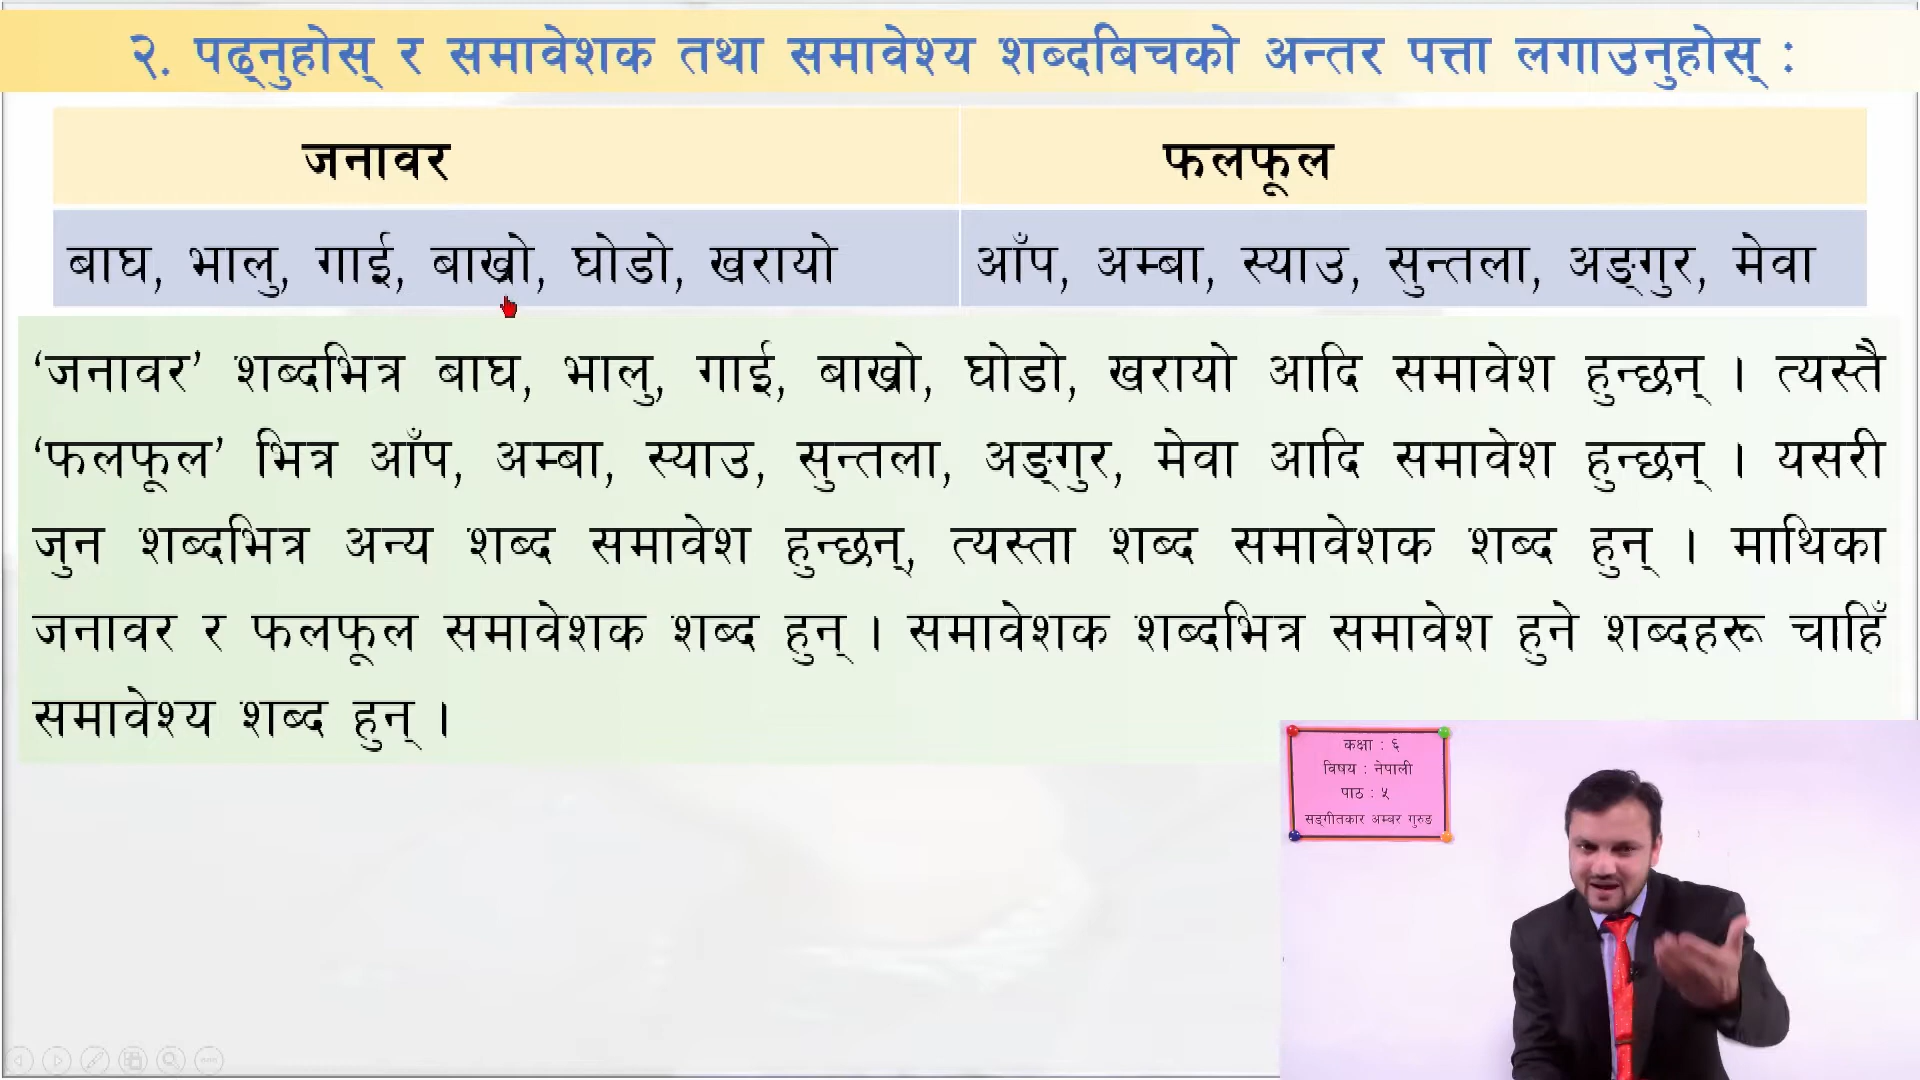 २. पढ्नुहोस् र समावेशक तथा समावेश्य शब्दबिचको अन्तर पत्ता लगाउनुहोस् :
जनावर
फलफूल
बाघ, भालु, गाई, बाख्रो, घोडो, खरायो
आँप, अम्बा, स्याउ, सुन्तला, अङ्गुर, मेवा
‘जनावर’ शब्दभित्र बाघ, भालु, गाई, बाख्रो, घोडो, खरायो आदि समावेश हुन्छन् । त्यस्तै
‘फलफूल’ भित्र आँप, अम्बा, स्याउ, सुन्तला, अङ्गुर, मेवा आदि समावेश हुन्छन् । यसरी
जुन शब्दभित्र अन्य शब्द समावेश हुन्छन्, त्यस्ता शब्द समावेशक शब्द हुन् । माथिका
जनावर र फलफूल समावेशक शब्द हुन् । समावेशक शब्दभित्र समावेश हुने शब्दहरू चाहिँ
समावेश्य शब्द हुन् ।
कक्षा : ६
विषय : नेपाली
पाठ : ५
सङ्गीतकार अम्बर गुरुङ